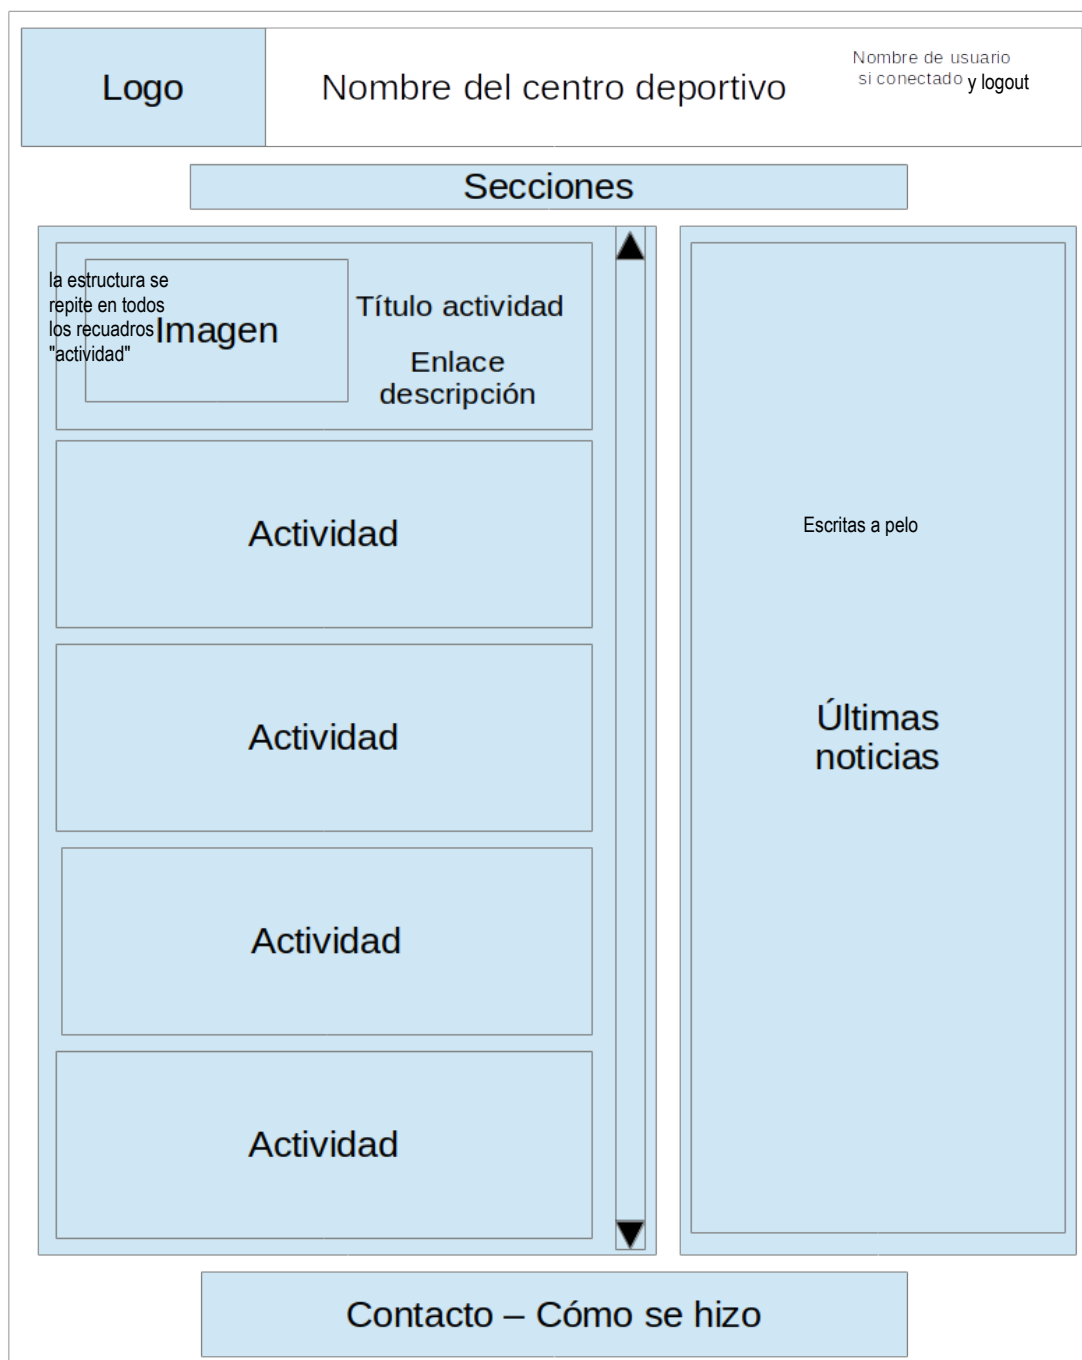 Logo
Nombre del centro deportivo
Nombre de usuario
si conectado y logout
Secciones
la estructura se
repite en todos
los recuadros
"actividad"
Imagen
Título actividad
Enlace
descripción
Actividad
Actividad
Actividad
Actividad
Escritas a pelo
Últimas
noticias
Contacto – Cómo se hizo